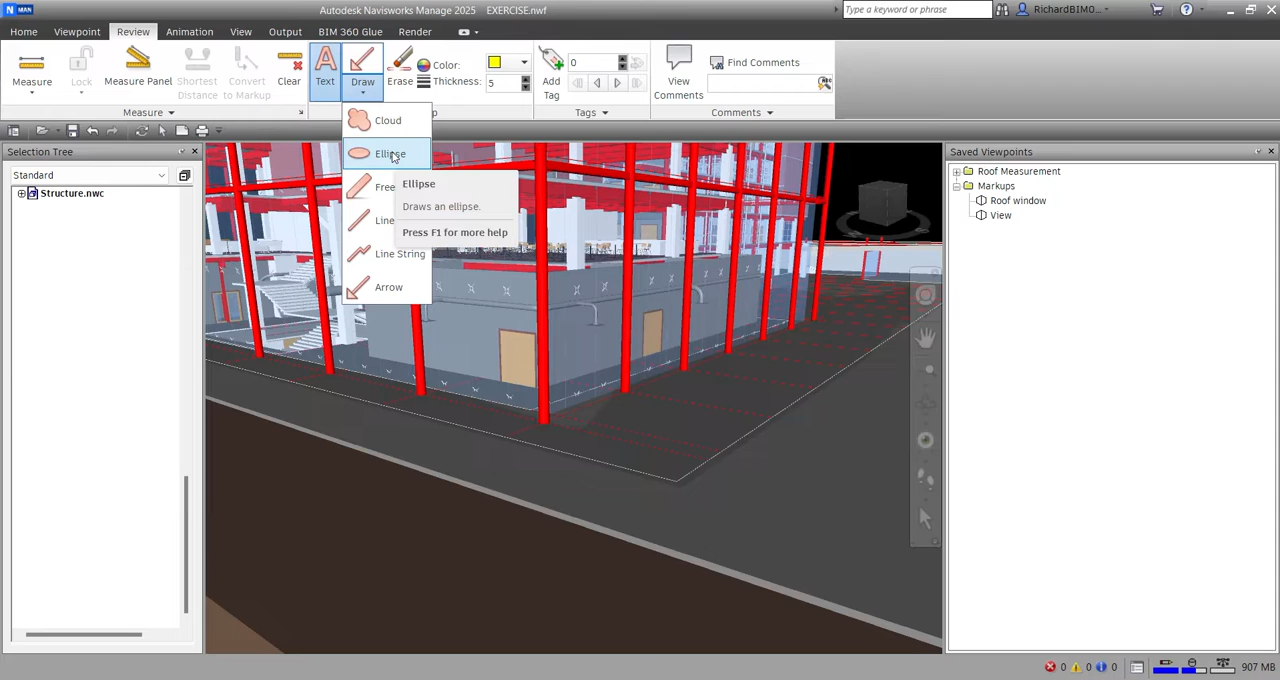 MAN
Autodesk Navisworks Manage 2025 EXERCISE.nwf
Type a keyword or phrase
RichardBIMO...
Home Viewpoint Review Animation View Output BIM 360 Glue Render
Measure
Lock
Measure Panel
Shortest
Distance
Convert
to Markup
Clear
Text
Draw
Erase
Color:
Thickness: 5
Add
Tag
0
View
Comments
Find Comments
Measure
Tags
Comments
Cloud
Ellipse
Free
Line
Line String
Arrow
Ellipse
Draws an ellipse.
Press F1 for more help
Selection Tree
Standard
Structure.nwc
Saved Viewpoints
Roof Measurement
Markups
Roof window
View
0 0 0 907 MB